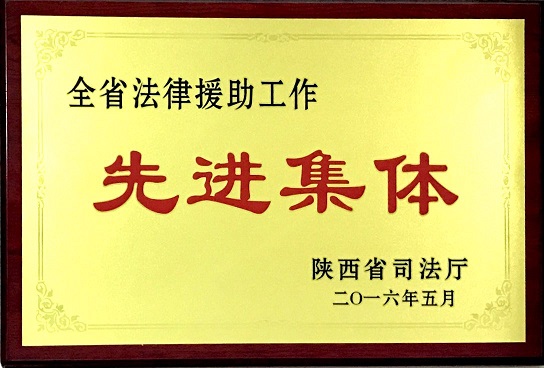 全省法律援助工作
先进集体
陕西省司法厅
二〇一六年五月